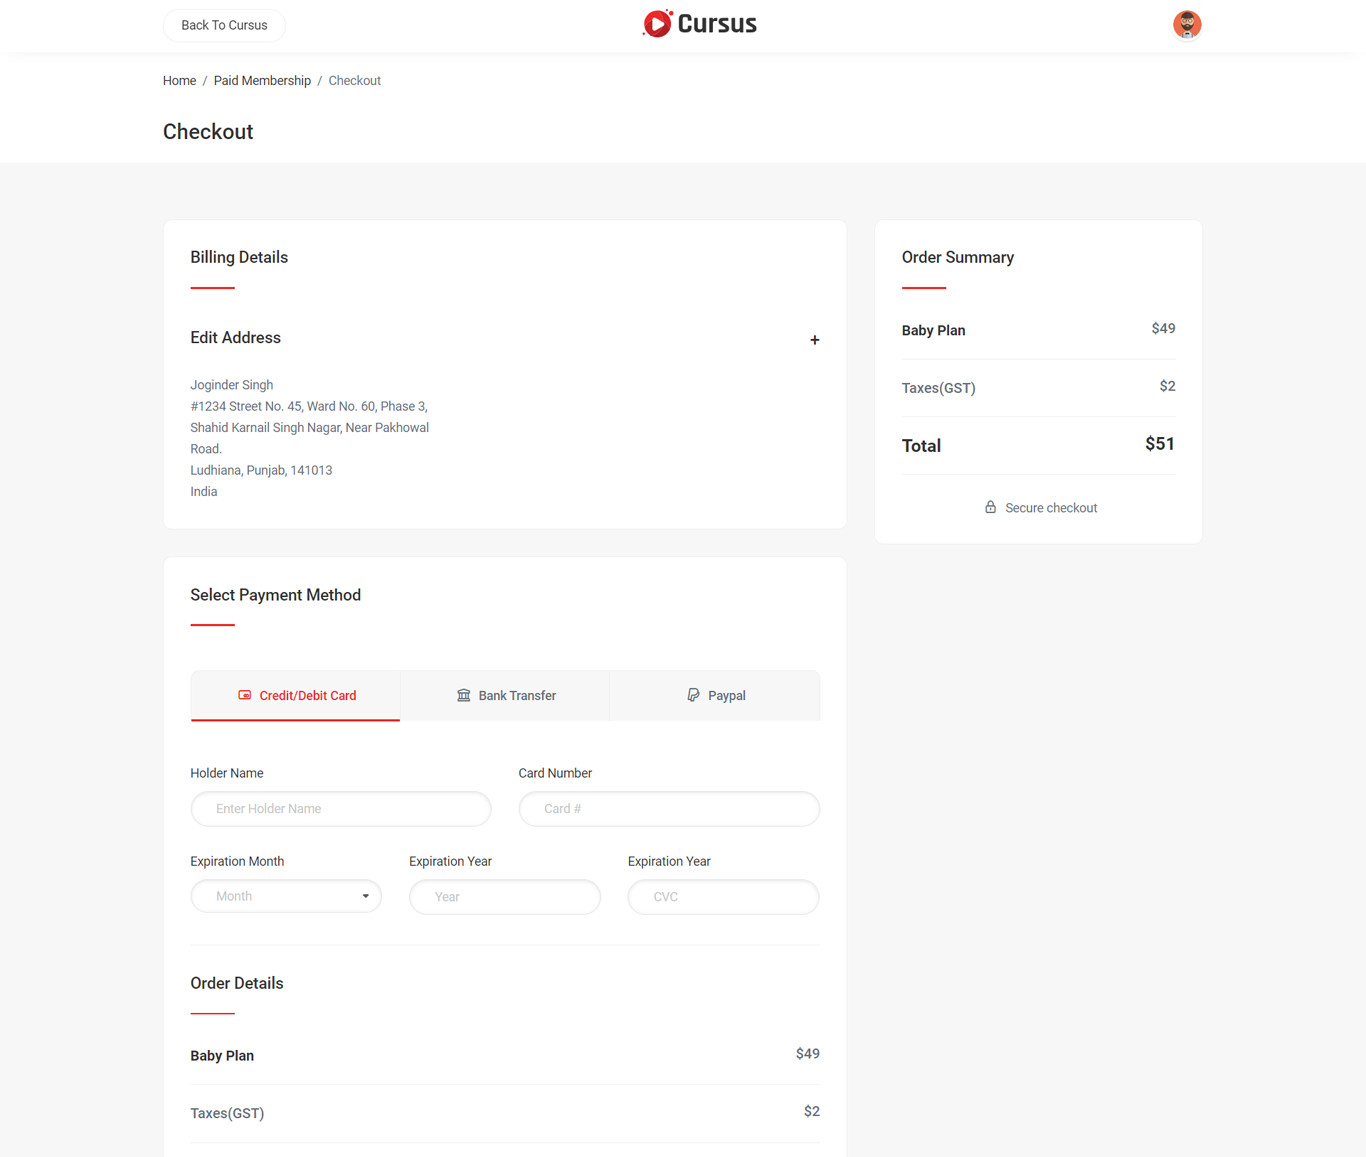 Back To Cursus
Cursus
Home / Paid Membership / Checkout
Checkout
Billing Details
Edit Address
+
Joginder Singh
#1234 Street No. 45, Ward No. 60, Phase 3,
Shahid Karnail Singh Nagar, Near Pakhowal
Road.
Ludhiana, Punjab, 141013
India
Order Summary
Baby Plan $49
Taxes(GST) $2
Total $51
Secure checkout
Select Payment Method
Credit/Debit Card Bank Transfer Paypal
Holder Name Card Number
Enter Holder Name Card #
Expiration Month Expiration Year Expiration Year
Month Year CVC
Order Details
Baby Plan $49
Taxes(GST) $2